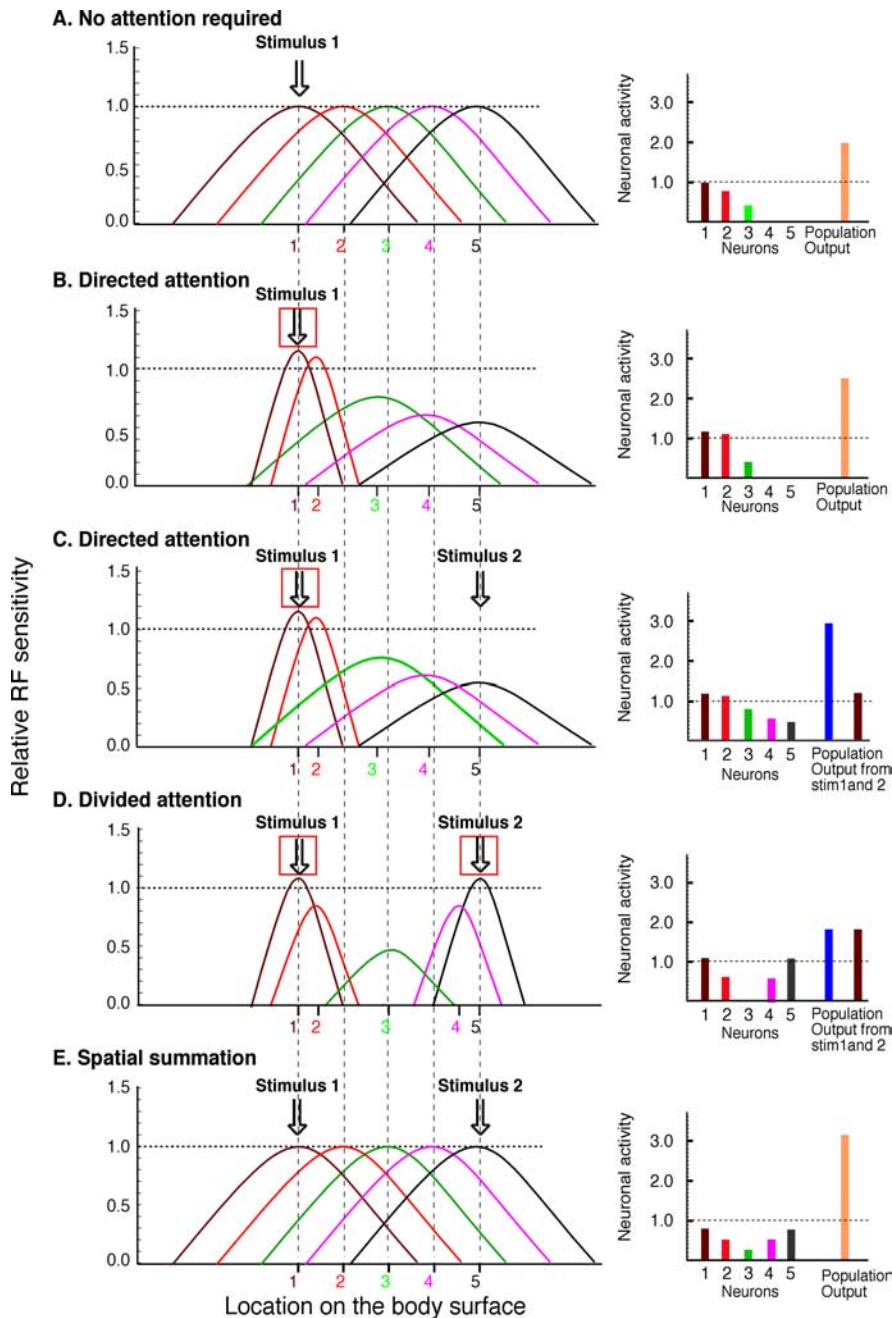 A. No attention required
Stimulus 1
1.5
1.0
0.5
0.0
1 2 3 4 5
Neuronal activity
3.0
2.0
1.0
1 2 3 4 5
Neurons
Population
Output
B. Directed attention
Stimulus 1
1.5
1.0
0.5
0.0
1 2 3 4 5
Neuronal activity
3.0
2.0
1.0
1 2 3 4 5
Neurons
Population
Output
C. Directed attention
Stimulus 1 Stimulus 2
1.5
1.0
0.5
0.0
1 2 3 4 5
Neuronal activity
3.0
2.0
1.0
1 2 3 4 5
Neurons
Population
Output from
stim1and 2
Relative RF sensitivity
D. Divided attention
Stimulus 1 Stimulus 2
1.5
1.0
0.5
0.0
1 2 3 4 5
Neuronal activity
3.0
2.0
1.0
1 2 3 4 5
Neurons
Population
Output from
stim1and 2
E. Spatial summation
Stimulus 1 Stimulus 2
1.5
1.0
0.5
0.0
1 2 3 4 5
Location on the body surface
Neuronal activity
3.0
2.0
1.0
1 2 3 4 5
Neurons
Population
Output